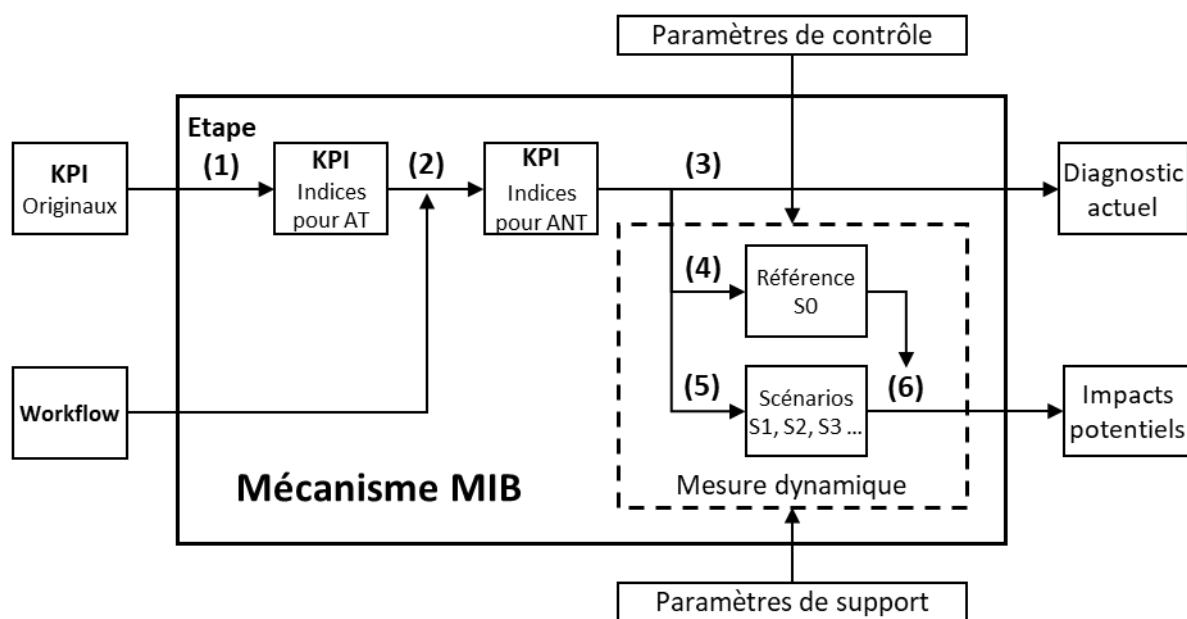 Paramètres de contrôle
Etape
(1)
(2)
(3)
KPI
Originaux
KPI
Indices
pour AT
KPI
Indices
pour ANT
Diagnostic
actuel
(4)
Référence
S0
(5)
Scénarios
S1, S2, S3 ...
(6)
Workflow
Impacts
potentiels
Mécanisme MIB
Mesure dynamique
Paramètres de support